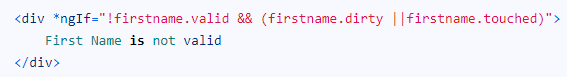 <div *ngIf="!firstname.valid && (firstname.dirty ||firstname.touched)">
First Name is not valid
</div>